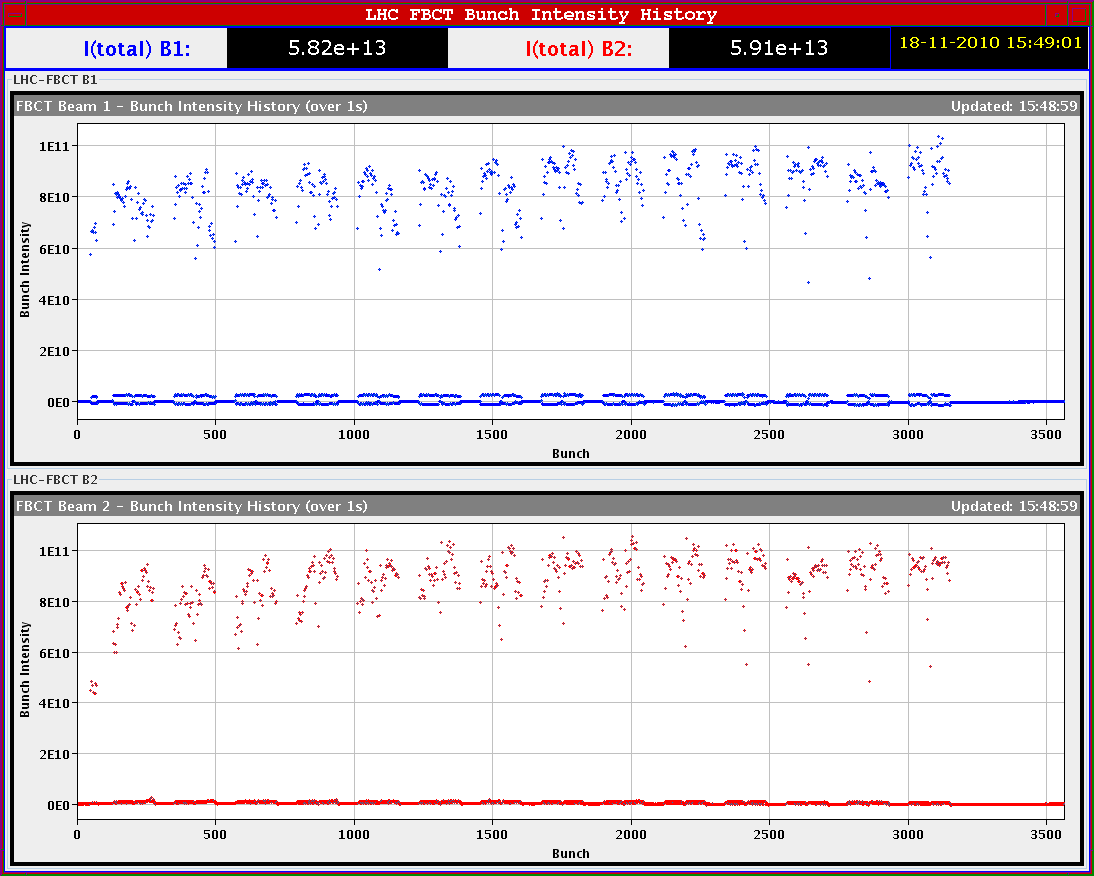 LHC FBCT Bunch Intensity History
I(total) B1: 5.82e+13 I(total) B2: 5.91e+13 18-11-2010 15:49:01
LHC-FBCT B1
FBCT Beam 1 - Bunch Intensity History (over 1s) Updated: 15:48:59
Bunch Intensity
1E11
8E10
6E10
4E10
2E10
0E0
0 500 1000 1500 2000 2500 3000 3500
Bunch
LHC-FBCT B2
FBCT Beam 2 - Bunch Intensity History (over 1s) Updated: 15:48:59
Bunch Intensity
1E11
8E10
6E10
4E10
2E10
0E0
0 500 1000 1500 2000 2500 3000 3500
Bunch